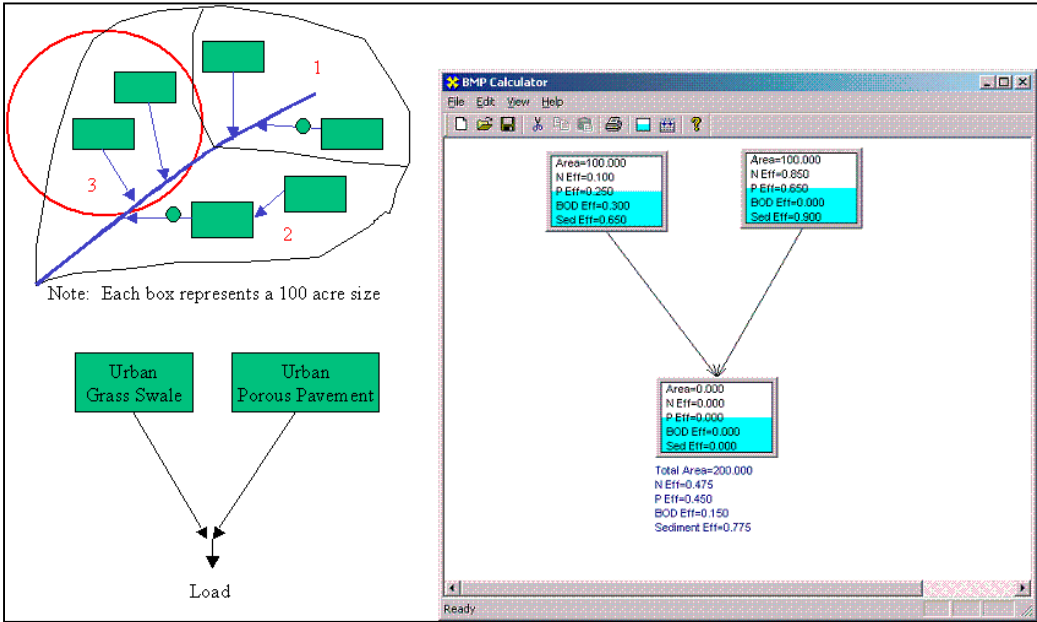 1
3
2
Note: Each box represents a 100 acre size
Urban
Grass Swale
Urban
Porous Pavement
Load
BMP Calculator
File Edit View Help
Area=100.000
N Eff=0.100
P Eff=0.250
BOD Eff=0.300
Sed Eff=0.650
Area=100.000
N Eff=0.850
P Eff=0.650
BOD Eff=0.000
Sed Eff=0.900
Area=0.000
N Eff=0.000
P Eff=0.000
BOD Eff=0.000
Sed Eff=0.000
Total Area=200.000
N Eff=0.475
P Eff=0.450
BOD Eff=0.150
Sediment Eff=0.775
Ready